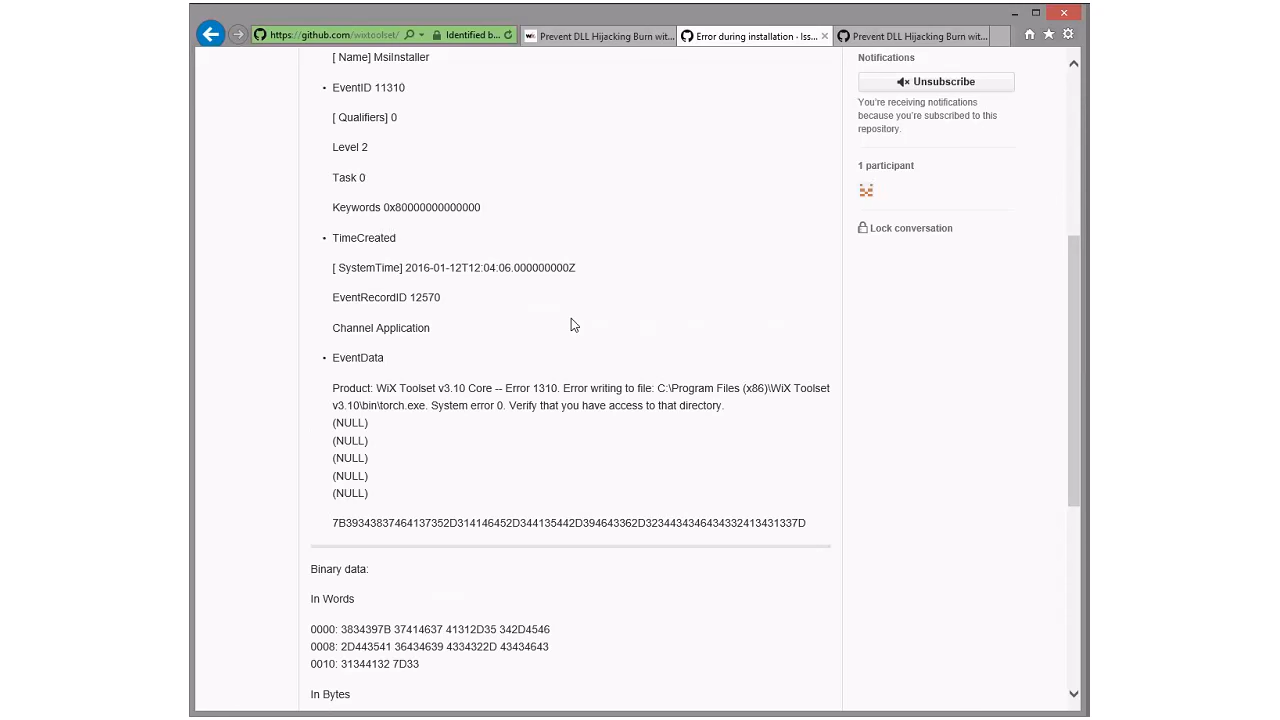 https://github.com/wixtoolset/
Identified b...
Prevent DLL Hijacking Burn wit...
Error during installation - Iss...
Prevent DLL Hijacking Burn wit...
[ Name] MsiInstaller
• EventID 11310
[ Qualifiers] 0
Level 2
Task 0
Keywords 0x80000000000000
• TimeCreated
[ SystemTime] 2016-01-12T12:04:06.000000000Z
EventRecordID 12570
Channel Application
• EventData
Product: WiX Toolset v3.10 Core -- Error 1310. Error writing to file: C:\Program Files (x86)\WiX Toolset
v3.10\bin\torch.exe. System error 0. Verify that you have access to that directory.
(NULL)
(NULL)
(NULL)
(NULL)
(NULL)
7B39343837464137352D314146452D344135442D394643362D323443434643433241343137D
Binary data:
In Words
0000: 3834397B 37414637 41312D35 342D4546
0008: 2D443541 36434639 4334322D 43434643
0010: 31344132 7D33
In Bytes
Notifications
Unsubscribe
You're receiving notifications
because you're subscribed to this
repository.
1 participant
Lock conversation